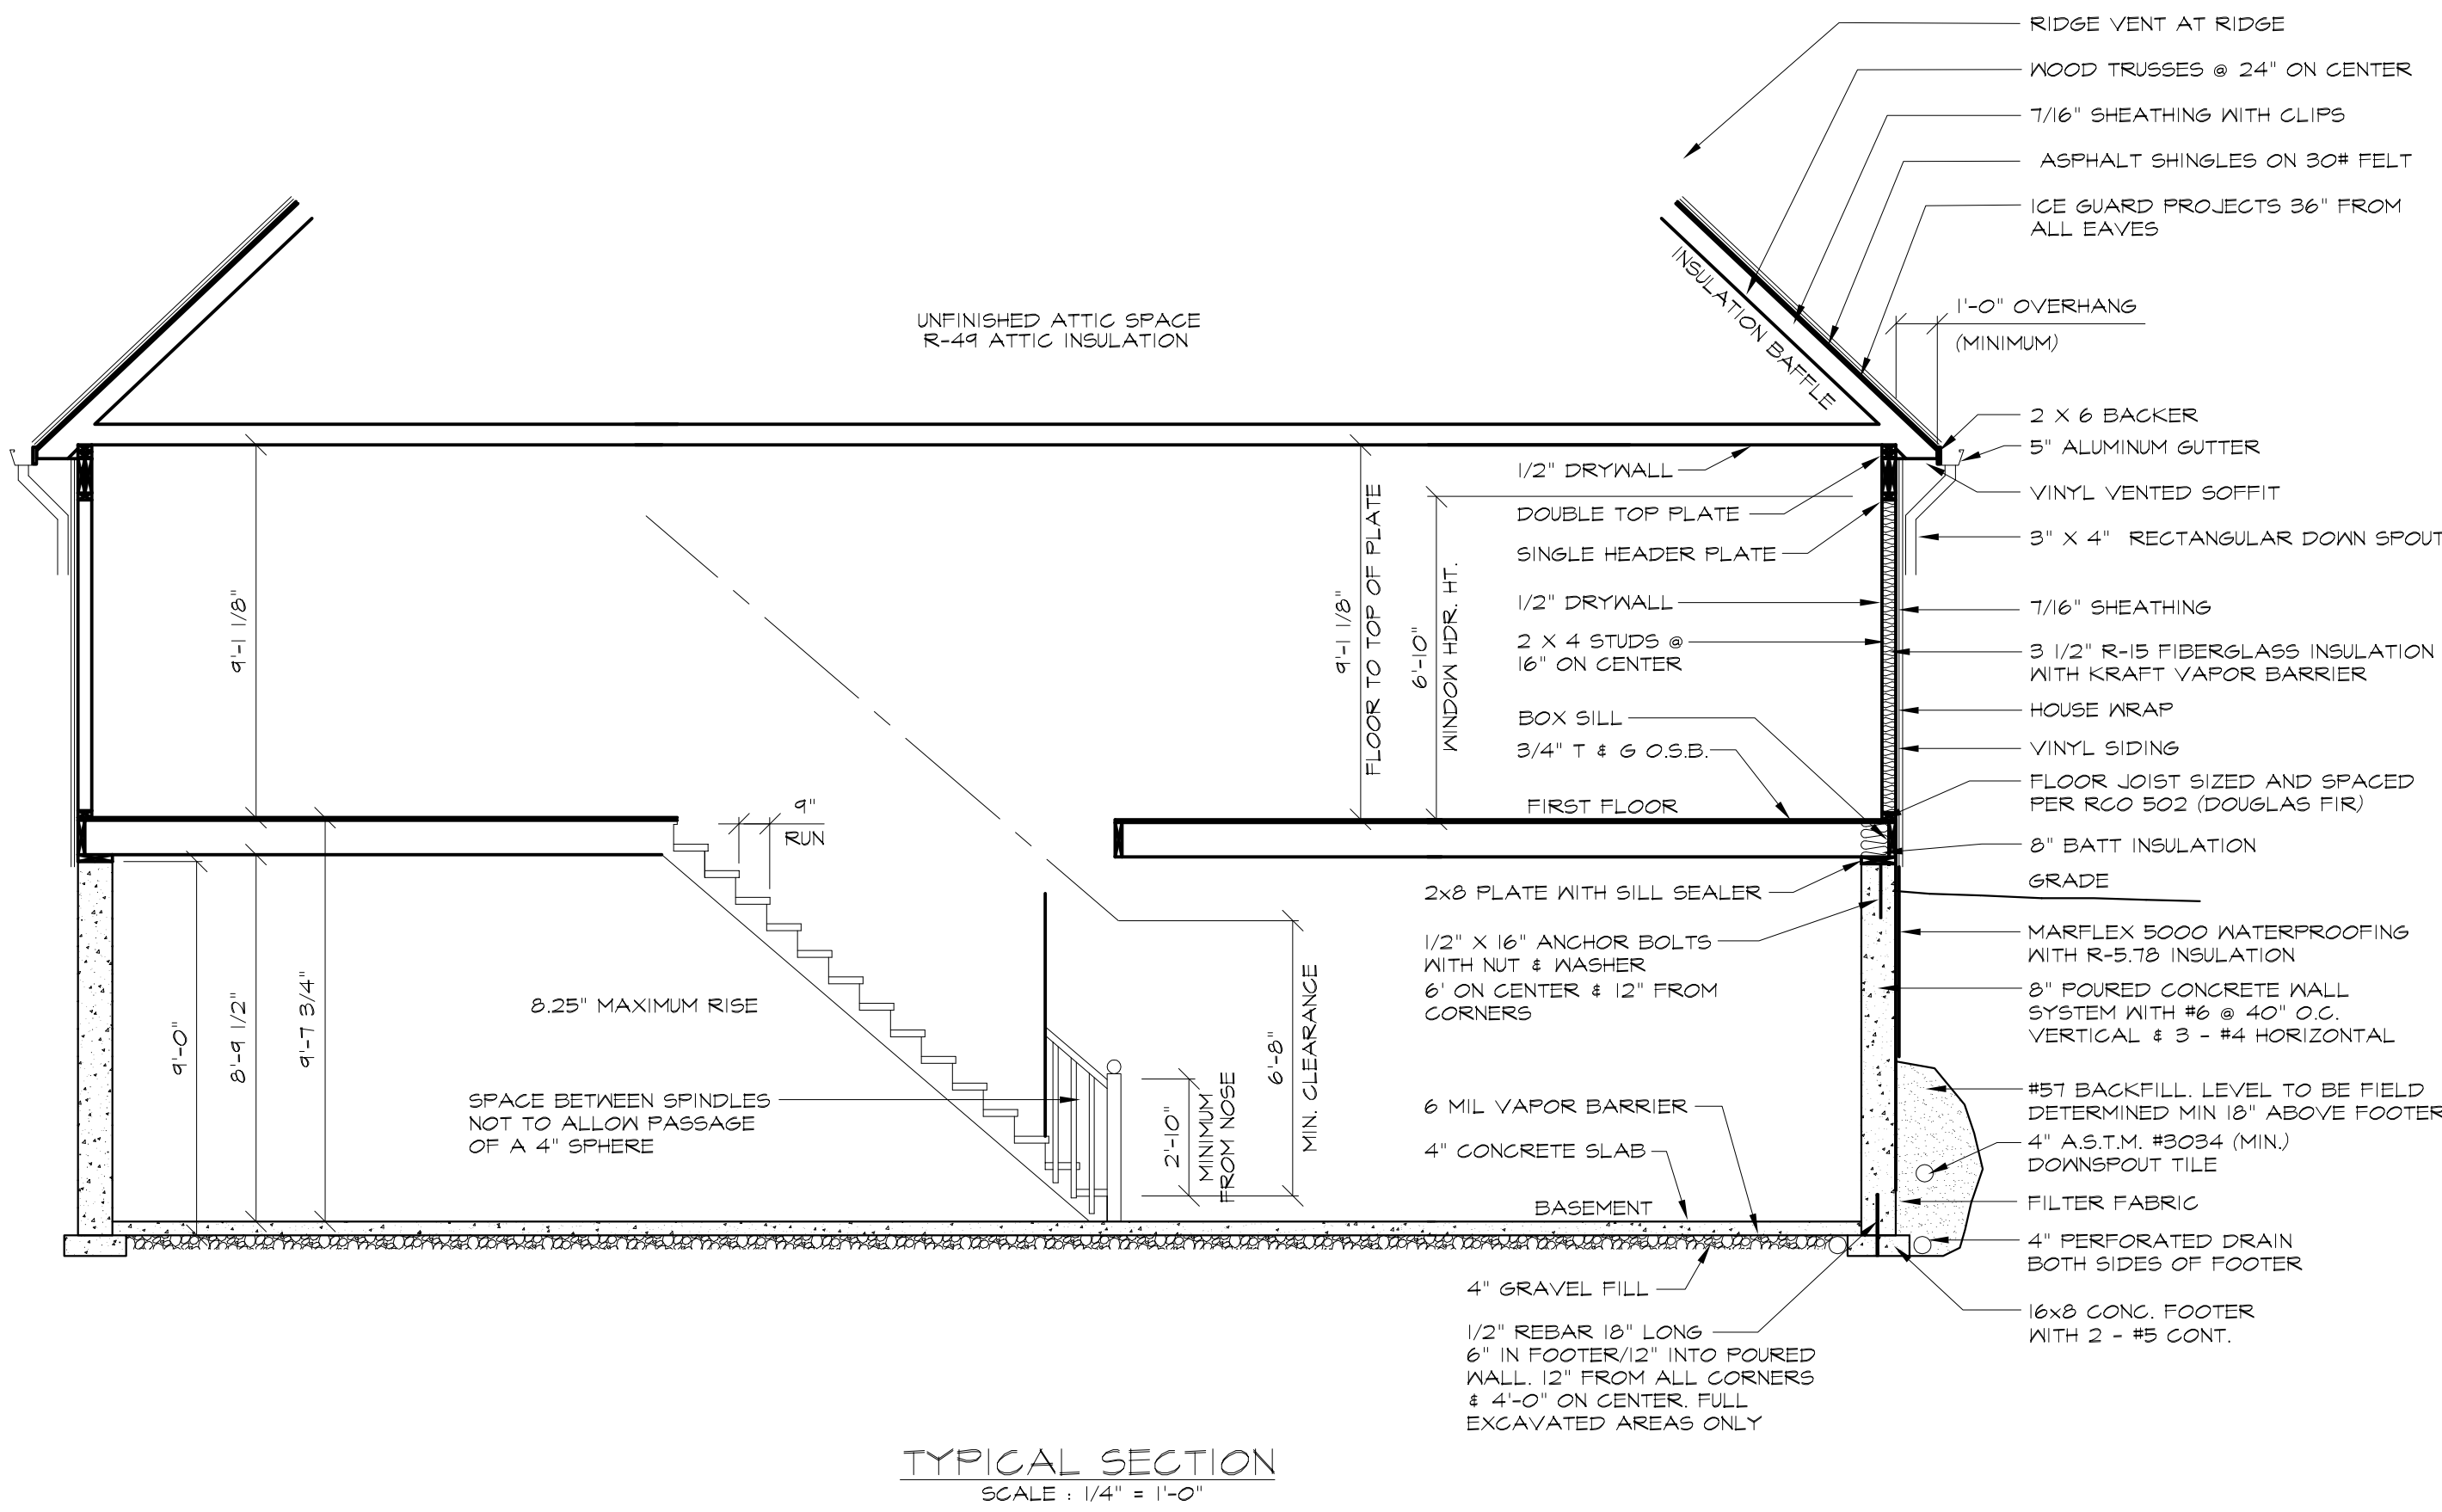 RIDGE VENT AT RIDGE
WOOD TRUSSES @ 24" ON CENTER
7/16" SHEATHING WITH CLIPS
ASPHALT SHINGLES ON 30# FELT
ICE GUARD PROJECTS 36" FROM
ALL EAVES
INSULATION BAFFLE
1'-0" OVERHANG
(MINIMUM)
UNFINISHED ATTIC SPACE
R-49 ATTIC INSULATION
2 X 6 BACKER
5" ALUMINUM GUTTER
VINYL VENTED SOFFIT
3" X 4" RECTANGULAR DOWN SPOUT
1/2" DRYWALL
DOUBLE TOP PLATE
SINGLE HEADER PLATE
1/2" DRYWALL
2 X 4 STUDS @
16" ON CENTER
BOX SILL
3/4" T & G O.S.B.
FIRST FLOOR
9'-1 1/8"
9'-1 1/8"
FLOOR TO TOP OF PLATE
6'-10"
WINDOW HDR. HT.
7/16" SHEATHING
3 1/2" R-15 FIBERGLASS INSULATION
WITH KRAFT VAPOR BARRIER
HOUSE WRAP
VINYL SIDING
FLOOR JOIST SIZED AND SPACED
PER RCO 502 (DOUGLAS FIR)
8" BATT INSULATION
GRADE
9"
RUN
2x8 PLATE WITH SILL SEALER
1/2" X 16" ANCHOR BOLTS
WITH NUT & WASHER
6' ON CENTER & 12" FROM
CORNERS
MARFLEX 5000 WATERPROOFING
WITH R-5.78 INSULATION
8" POURED CONCRETE WALL
SYSTEM WITH #6 @ 40" O.C.
VERTICAL & 3 - #4 HORIZONTAL
9'-0"
8'-9 1/2"
9'-7 3/4"
8.25" MAXIMUM RISE
SPACE BETWEEN SPINDLES
NOT TO ALLOW PASSAGE
OF A 4" SPHERE
2'-10"
MINIMUM
FROM NOSE
6'-8"
MIN. CLEARANCE
6 MIL VAPOR BARRIER
4" CONCRETE SLAB
BASEMENT
#57 BACKFILL. LEVEL TO BE FIELD
DETERMINED MIN 18" ABOVE FOOTER
4" A.S.T.M. #3034 (MIN.)
DOWNSPOUT TILE
FILTER FABRIC
4" PERFORATED DRAIN
BOTH SIDES OF FOOTER
16x8 CONC. FOOTER
WITH 2 - #5 CONT.
4" GRAVEL FILL
1/2" REBAR 18" LONG
6" IN FOOTER/12" INTO POURED
WALL. 12" FROM ALL CORNERS
& 4'-0" ON CENTER. FULL
EXCAVATED AREAS ONLY
TYPICAL SECTION
SCALE : 1/4" = 1'-0"